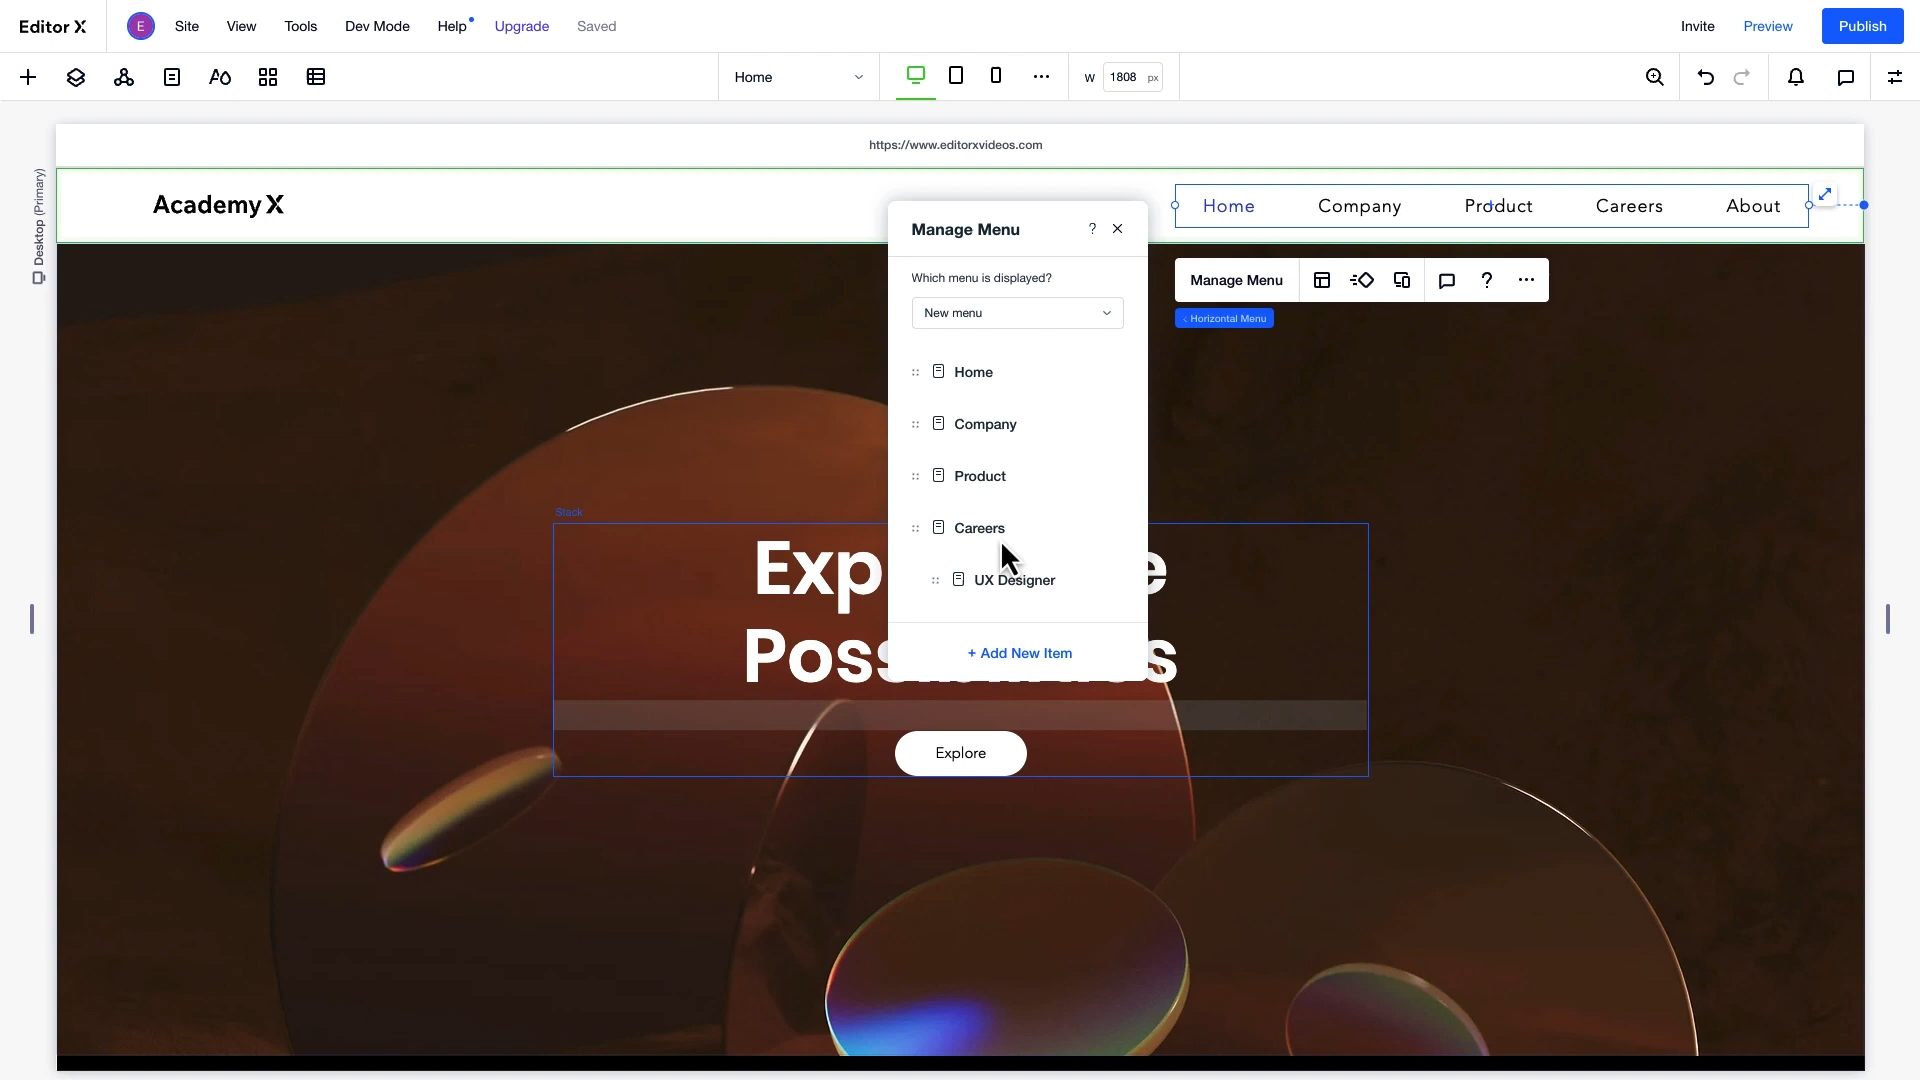 Editor X
E
Site
View
Tools
Dev Mode
Help
Upgrade
Saved
Invite
Preview
Publish
Home
W
1808
px
https://www.editorxvideos.com
Desktop (Primary)
Academy X
Home
Company
Product
Careers
About
Manage Menu
?
Which menu is displayed?
New menu
Home
Company
Product
Careers
UX Designer
+ Add New Item
Manage Menu
?
‹ Horizontal Menu
Stack
Explore